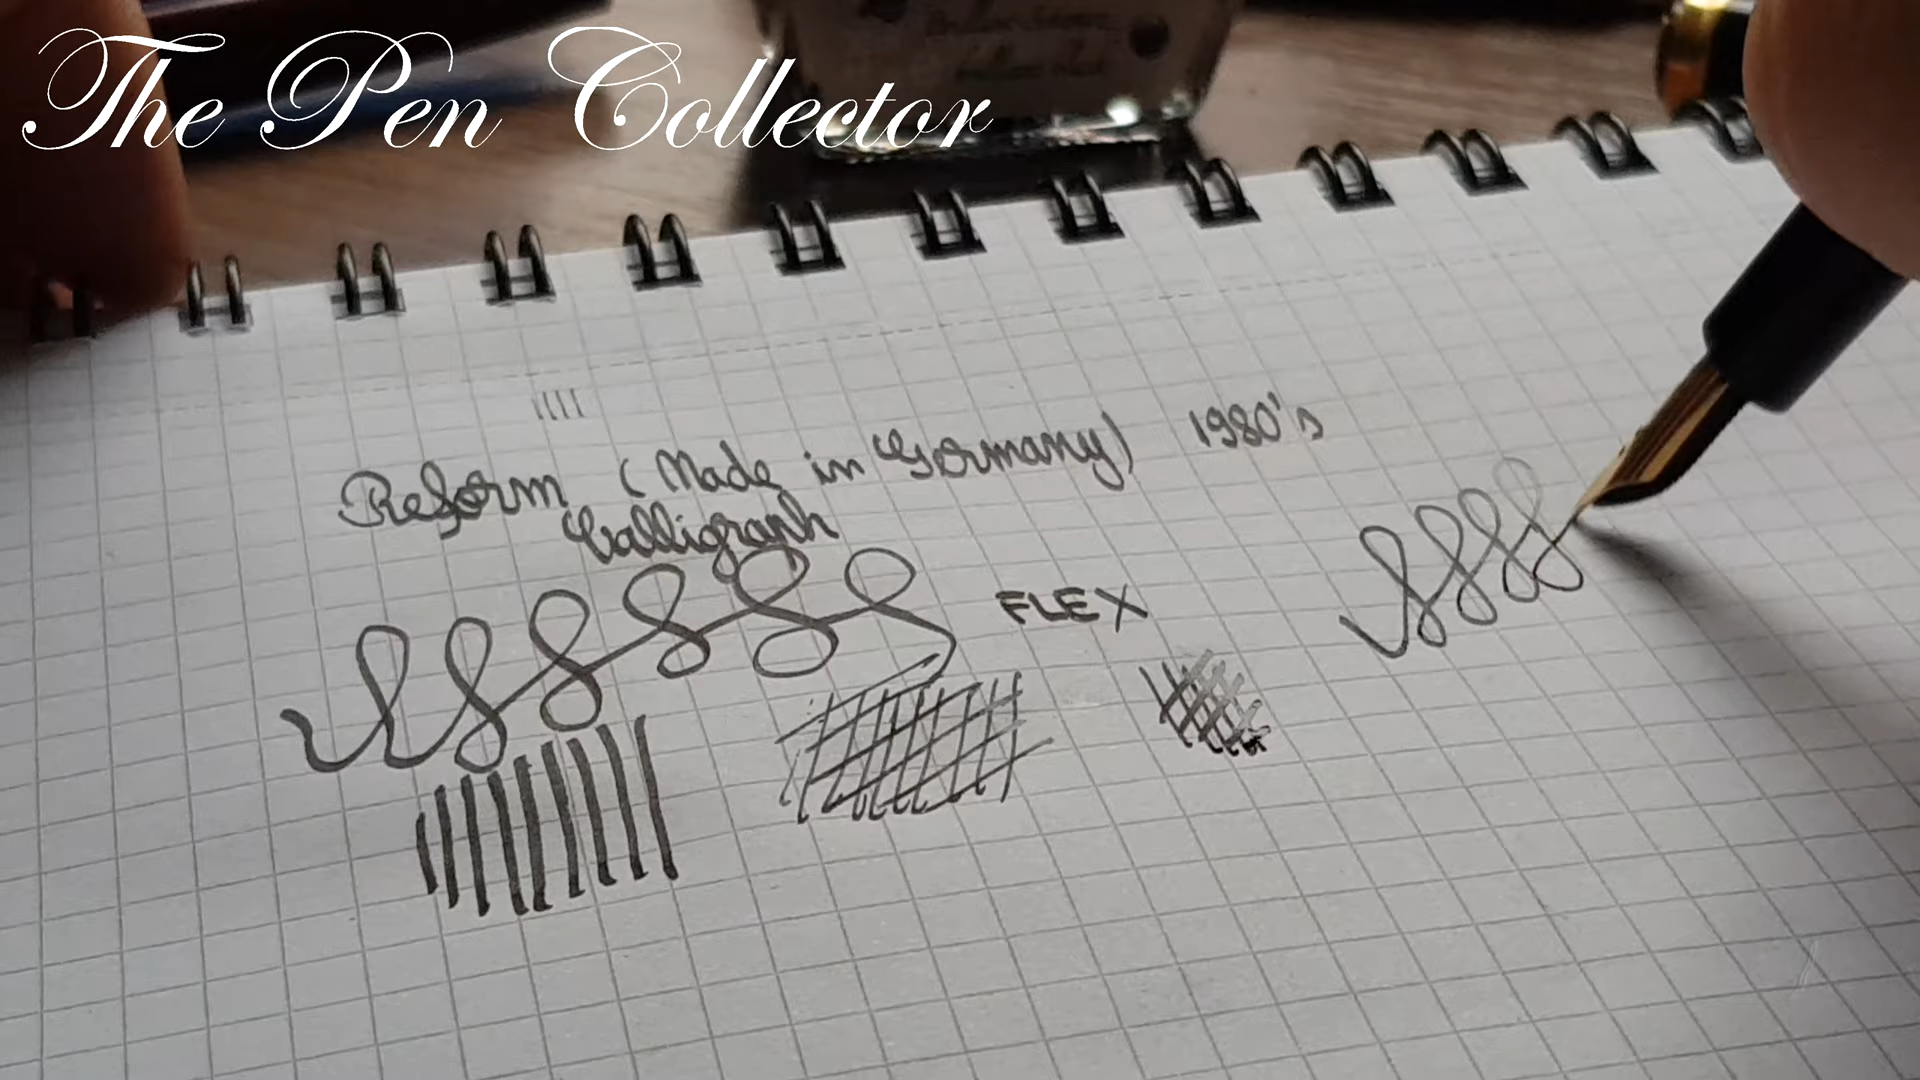 The Pen Collector
Reform (Made in Germany) 1980's
Calligraph
FLEX